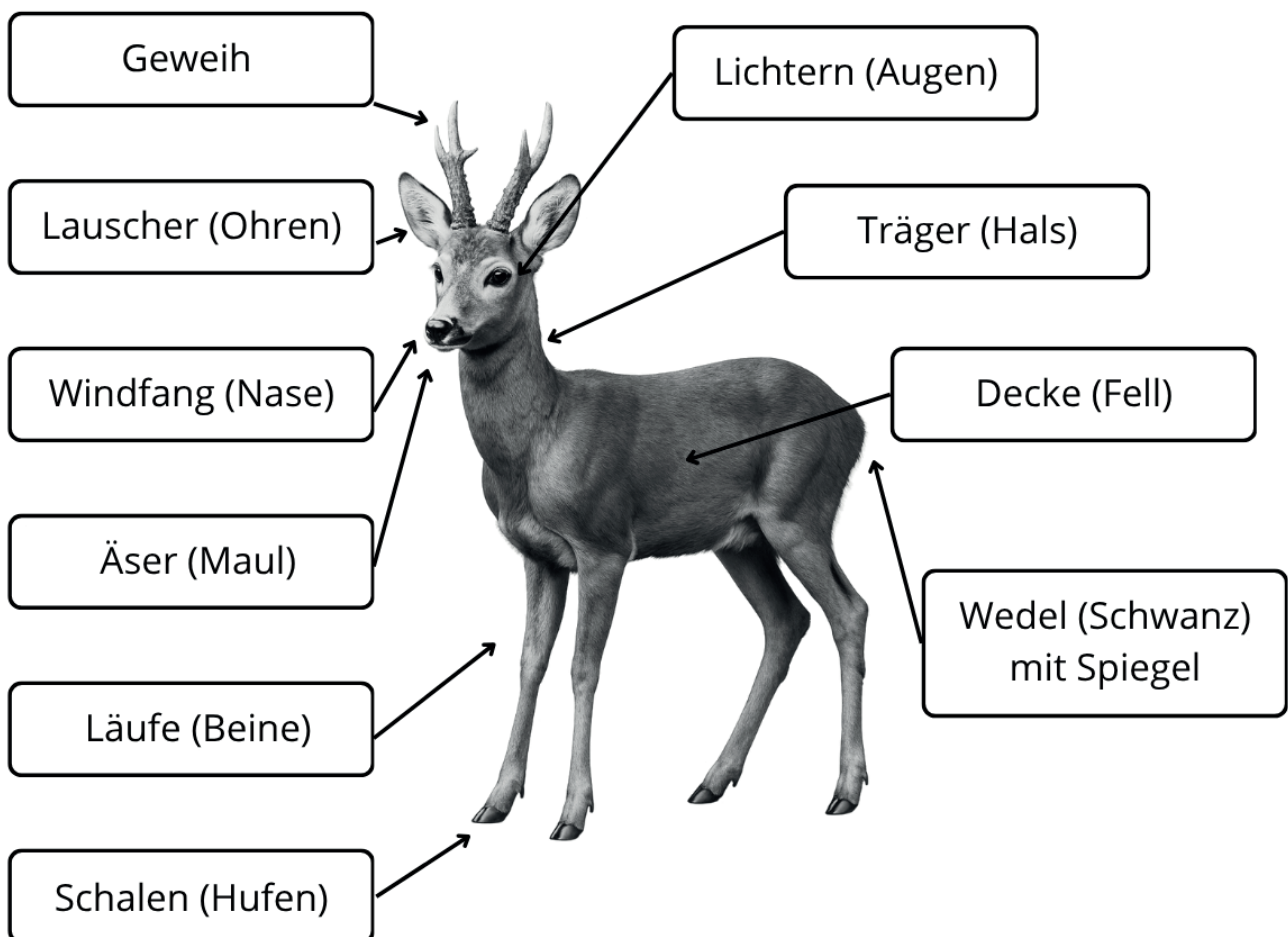 Geweih
Lichtern (Augen)
Lauscher (Ohren)
Träger (Hals)
Windfang (Nase)
Decke (Fell)
Äser (Maul)
Wedel (Schwanz)
mit Spiegel
Läufe (Beine)
Schalen (Hufen)